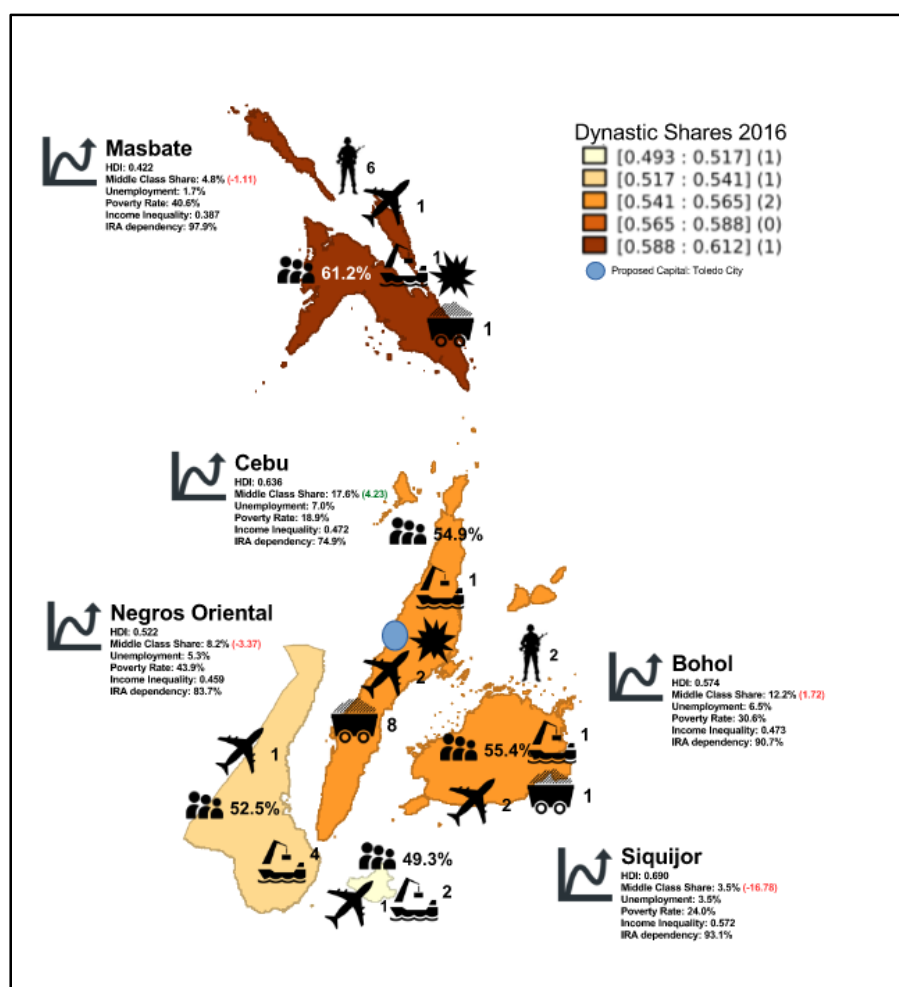 Dynastic Shares 2016
[0.493 : 0.517] (1)
[0.517 : 0.541] (1)
[0.541 : 0.565] (2)
[0.565 : 0.588] (0)
[0.588 : 0.612] (1)
Proposed Capital: Toledo City
Masbate
HDI: 0.422
Middle Class Share: 4.8% (-1.11)
Unemployment: 1.7%
Poverty Rate: 40.6%
Income Inequality: 0.387
IRA dependency: 97.9%
6
1
61.2%
1
1
Cebu
HDI: 0.636
Middle Class Share: 17.6% (4.23)
Unemployment: 7.0%
Poverty Rate: 18.9%
Income Inequality: 0.472
IRA dependency: 74.9%
54.9%
1
2
8
Negros Oriental
HDI: 0.522
Middle Class Share: 8.2% (-3.37)
Unemployment: 5.3%
Poverty Rate: 43.9%
Income Inequality: 0.459
IRA dependency: 83.7%
1
52.5%
4
Bohol
HDI: 0.574
Middle Class Share: 12.2% (1.72)
Unemployment: 6.5%
Poverty Rate: 30.6%
Income Inequality: 0.473
IRA dependency: 90.7%
2
1
55.4%
2
1
Siquijor
HDI: 0.690
Middle Class Share: 3.5% (-16.78)
Unemployment: 3.5%
Poverty Rate: 24.0%
Income Inequality: 0.572
IRA dependency: 93.1%
49.3%
1
2